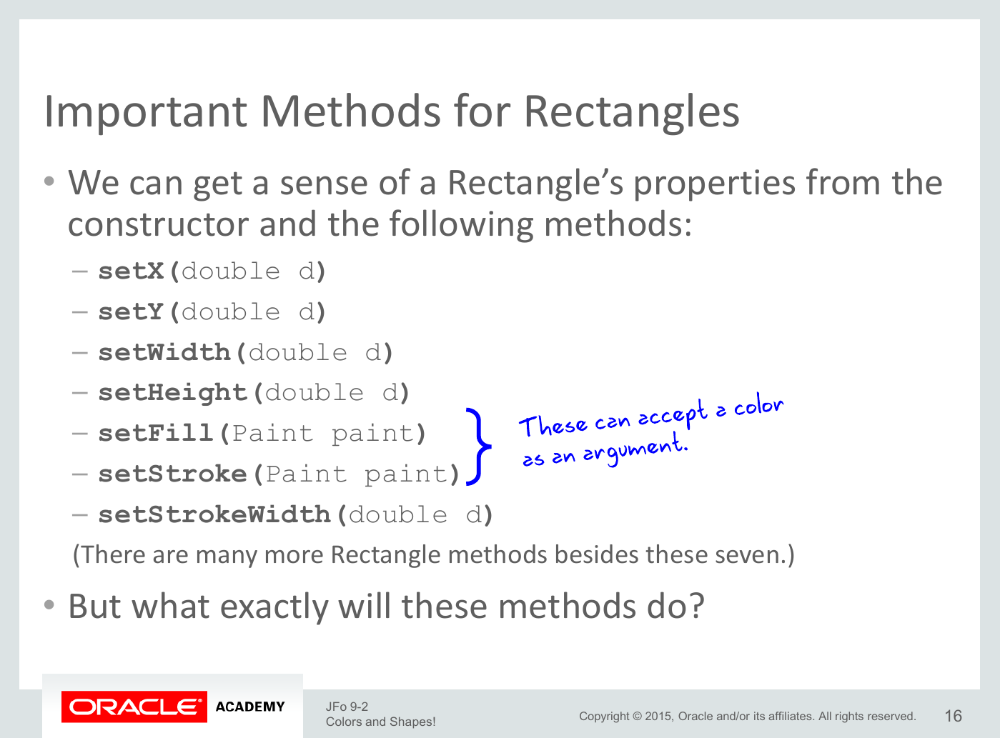 Important Methods for Rectangles
• We can get a sense of a Rectangle’s properties from the
constructor and the following methods:
– setX(double d)
– setY(double d)
– setWidth(double d)
– setHeight(double d)
– setFill(Paint paint)
– setStroke(Paint paint)
These can accept a color
as an argument.
– setStrokeWidth(double d)
(There are many more Rectangle methods besides these seven.)
• But what exactly will these methods do?
ORACLE® ACADEMY
JFo 9-2
Colors and Shapes!
Copyright © 2015, Oracle and/or its affiliates. All rights reserved.
16